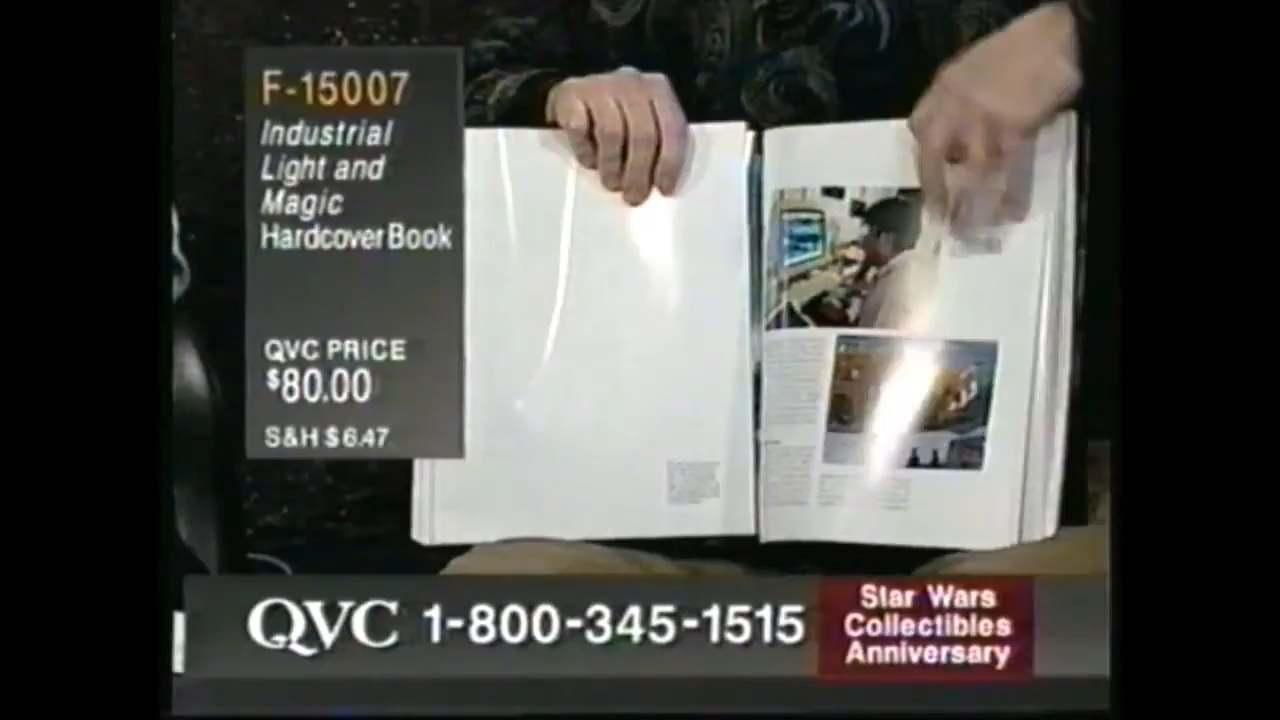 F-15007
Industrial
Light and
Magic
Hardcover Book
QVC PRICE
$80.00
S&H $6.47
QVC 1-800-345-1515
Star Wars
Collectibles
Anniversary